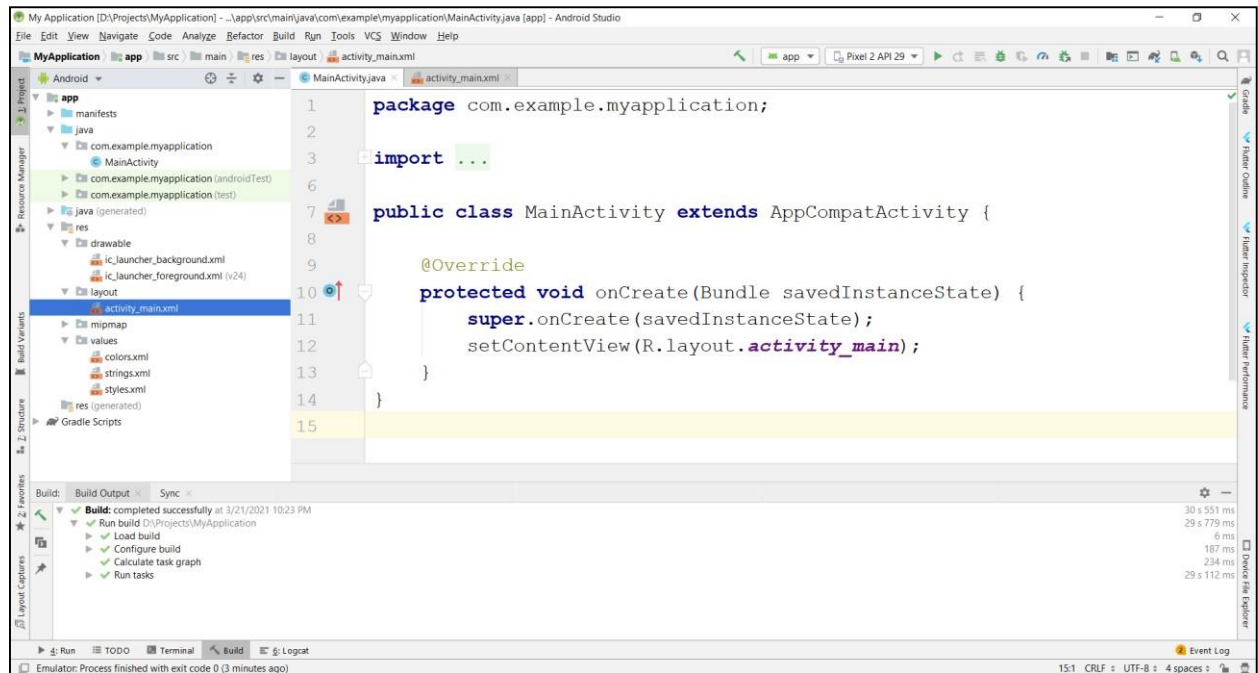 My Application [D:\Projects\MyApplication] - ...\app\src\main\java\com\example\myapplication\MainActivity.java [app] - Android Studio
File Edit View Navigate Code Analyze Refactor Build Run Tools VCS Window Help
MyApplication app src main res layout activity_main.xml app Pixel 2 API 29
Android MainActivity.java activity_main.xml
1: Project
Resource Manager
Build Variants
Z: Structure
2: Favorites
Layout Captures
app
manifests
java
com.example.myapplication
MainActivity
com.example.myapplication (androidTest)
com.example.myapplication (test)
java (generated)
res
drawable
ic_launcher_background.xml
ic_launcher_foreground.xml (v24)
layout
activity_main.xml
mipmap
values
colors.xml
strings.xml
styles.xml
res (generated)
Gradle Scripts
1 package com.example.myapplication;
2
3 import ...
6
7 public class MainActivity extends AppCompatActivity {
8
9 @Override
10 protected void onCreate(Bundle savedInstanceState) {
11 super.onCreate(savedInstanceState);
12 setContentView(R.layout.activity_main);
13 }
14 }
15
Gradle
Flutter Outline
Flutter Inspector
Flutter Performance
Device File Explorer
Build: Build Output Sync
Build: completed successfully at 3/21/2021 10:23 PM 30 s 551 ms
Run build D:\Projects\MyApplication 29 s 779 ms
Load build 6 ms
Configure build 187 ms
Calculate task graph 234 ms
Run tasks 29 s 112 ms
4: Run TODO Terminal Build 6: Logcat 2 Event Log
Emulator: Process finished with exit code 0 (3 minutes ago) 15:1 CRLF UTF-8 4 spaces